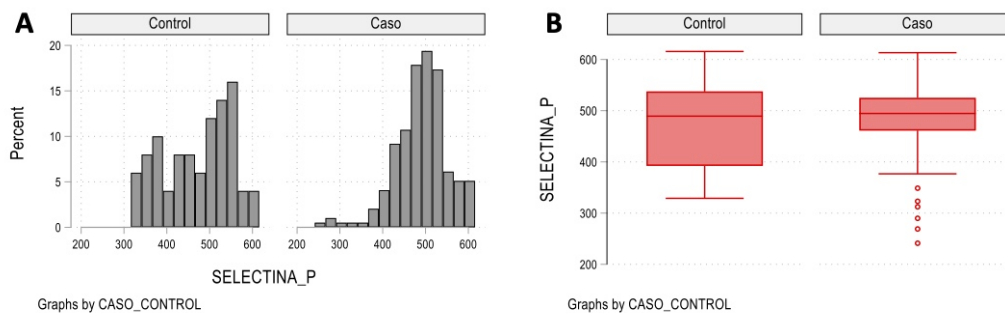 A
Control
Caso
20
15
10
5
0
Percent
200 300 400 500 600
200 300 400 500 600
SELECTINA_P
Graphs by CASO_CONTROL
B
Control
Caso
600
500
400
300
200
SELECTINA_P
Graphs by CASO_CONTROL